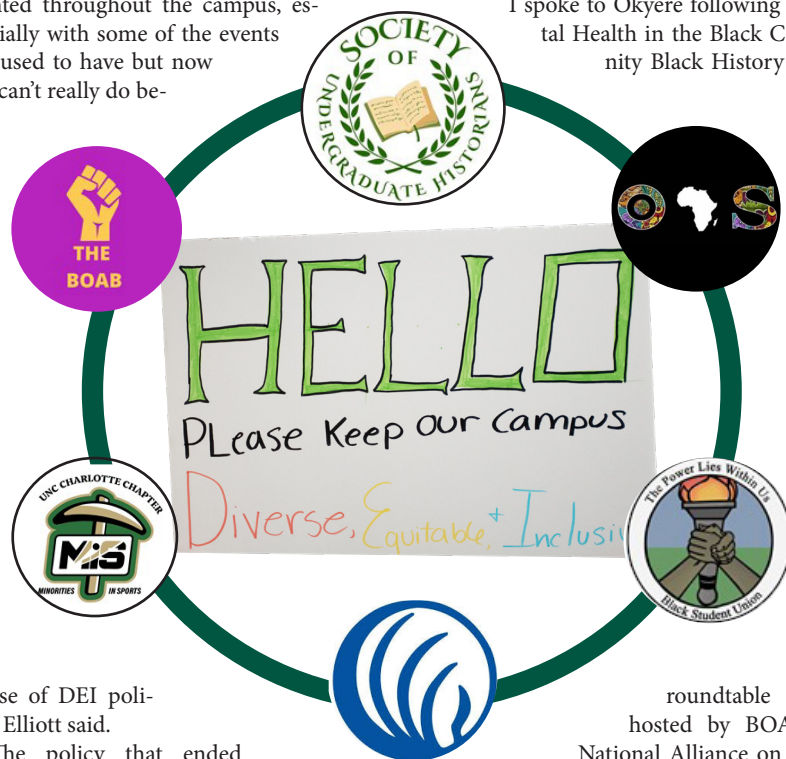 nted throughout the campus, es-
ially with some of the events
used to have but now
can't really do be-
I spoke to Okyere following
tal Health in the Black C
nity Black History
SOCIETY
OF
UNDERGRADUATE HISTORIANS
THE
BOAB
O S
HELLO
PLease Keep our Campus
Diverse, Equitable, + Inclusi
UNC CHARLOTTE CHAPTER
MiS
MINORITIES IN SPORTS
The Power Lies Within Us
Black Student Union
se of DEI poli-
Elliott said.
The policy that ended
roundtable
hosted by BOA
National Alliance on